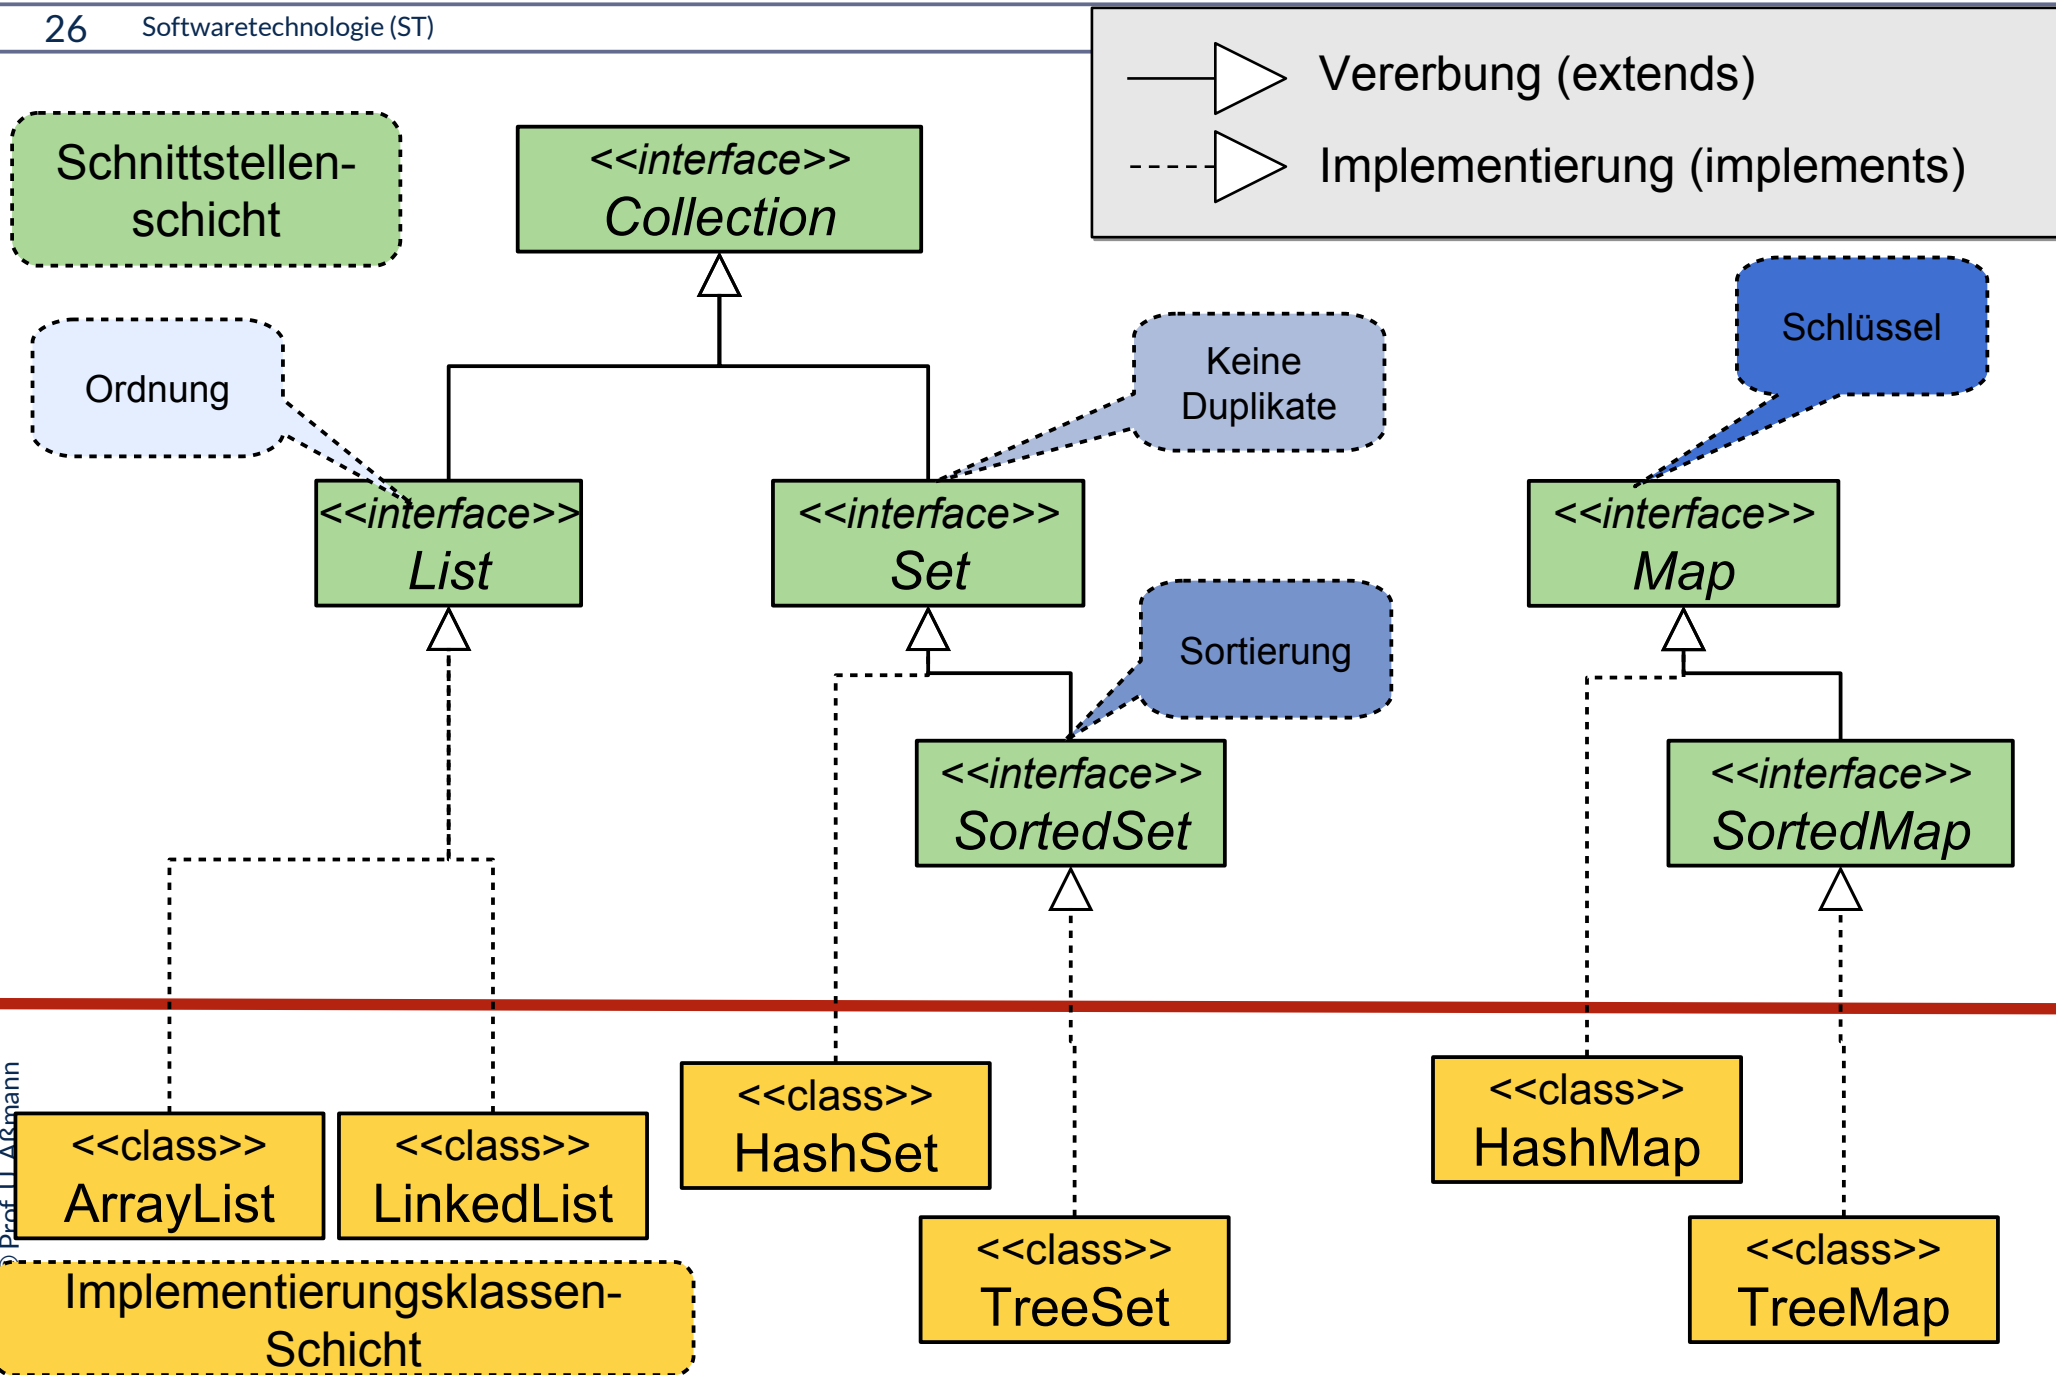 26 Softwaretechnologie (ST)
Vererbung (extends)
Implementierung (implements)
Schnittstellen-
schicht
<<interface>>
Collection
Ordnung
Keine
Duplikate
Schlüssel
<<interface>>
List
<<interface>>
Set
<<interface>>
Map
Sortierung
<<interface>>
SortedSet
<<interface>>
SortedMap
<<class>>
ArrayList
<<class>>
LinkedList
<<class>>
HashSet
<<class>>
HashMap
<<class>>
TreeSet
<<class>>
TreeMap
Implementierungsklassen-
Schicht
© Prof. U. Aßmann